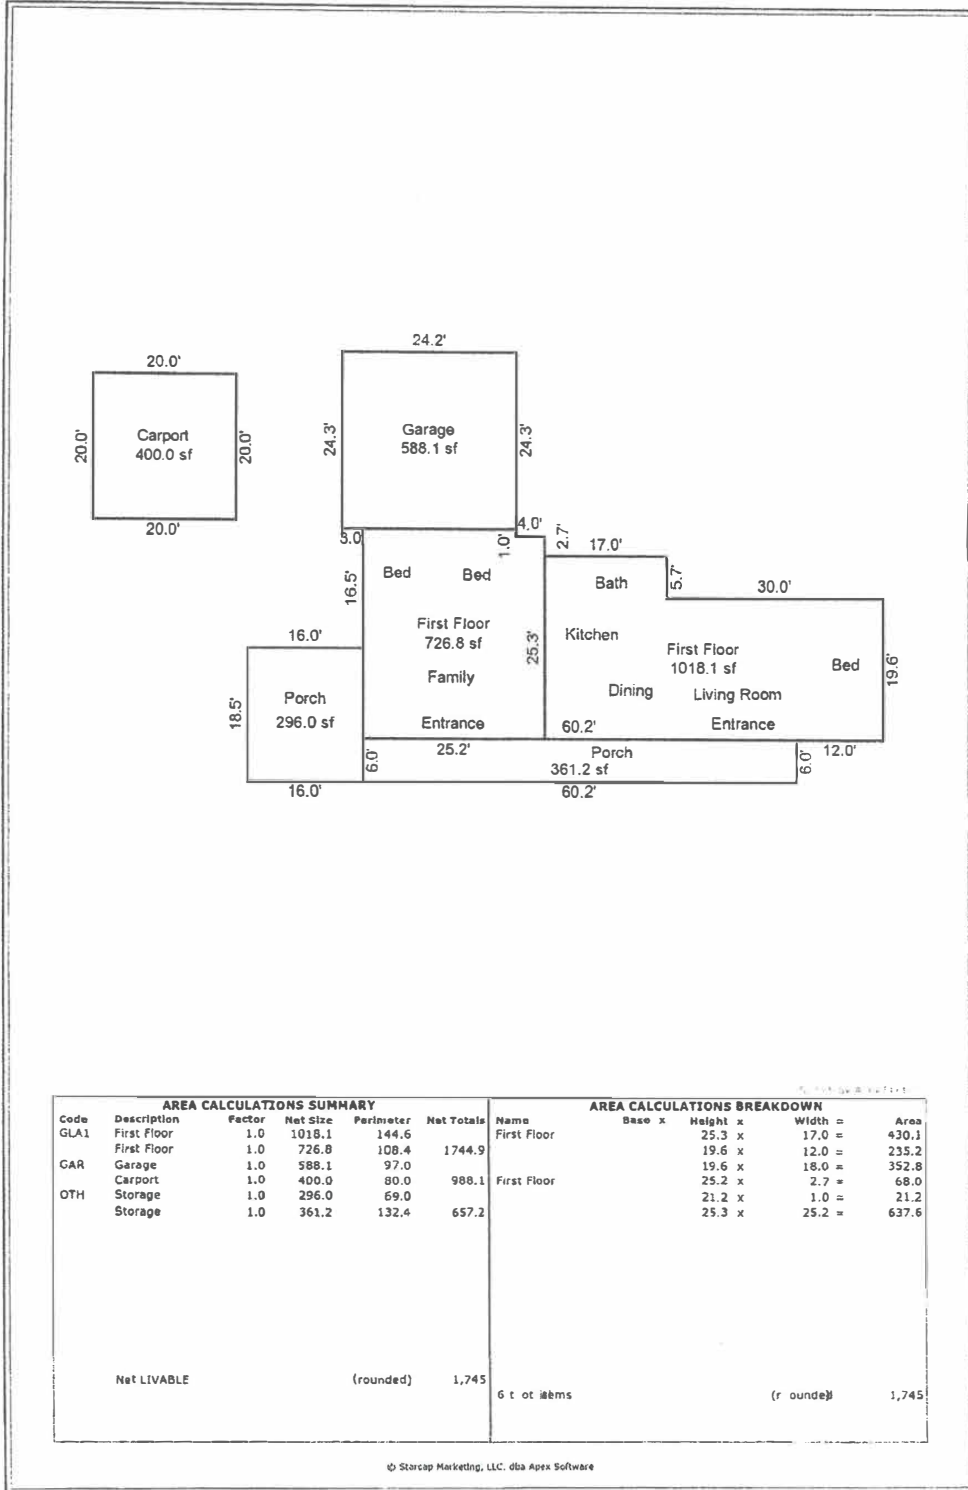 24.2'
20.0'
20.0'
Carport
400.0 sf
20.0'
20.0'
24.3'
Garage
588.1 sf
24.3'
3.0'
4.0'
1.0'
2.7'
17.0'
5.7'
30.0'
16.5'
Bed Bed
Bath
First Floor
726.8 sf
25.3'
Kitchen
First Floor
1018.1 sf
Bed
19.6'
16.0'
Family
Dining Living Room
18.5'
Porch
296.0 sf
Entrance
60.2'
Entrance
25.2'
6.0'
Porch
361.2 sf
6.0'
12.0'
16.0'
60.2'
AREA CALCULATIONS SUMMARY
Code Description Factor Net Size Perimeter Net Totals
GLA1 First Floor 1.0 1018.1 144.6
First Floor 1.0 726.8 108.4 1744.9
GAR Garage 1.0 588.1 97.0
Carport 1.0 400.0 80.0 988.1
OTH Storage 1.0 296.0 69.0
Storage 1.0 361.2 132.4 657.2
Net LIVABLE (rounded) 1,745
AREA CALCULATIONS BREAKDOWN
Name Base x Height x Width = Area
First Floor 25.3 x 17.0 = 430.1
19.6 x 12.0 = 235.2
19.6 x 18.0 = 352.8
First Floor 25.2 x 2.7 = 68.0
21.2 x 1.0 = 21.2
25.3 x 25.2 = 637.6
6 t ot items (r ounded) 1,745
© Starcap Marketing, LLC. dba Apex Software